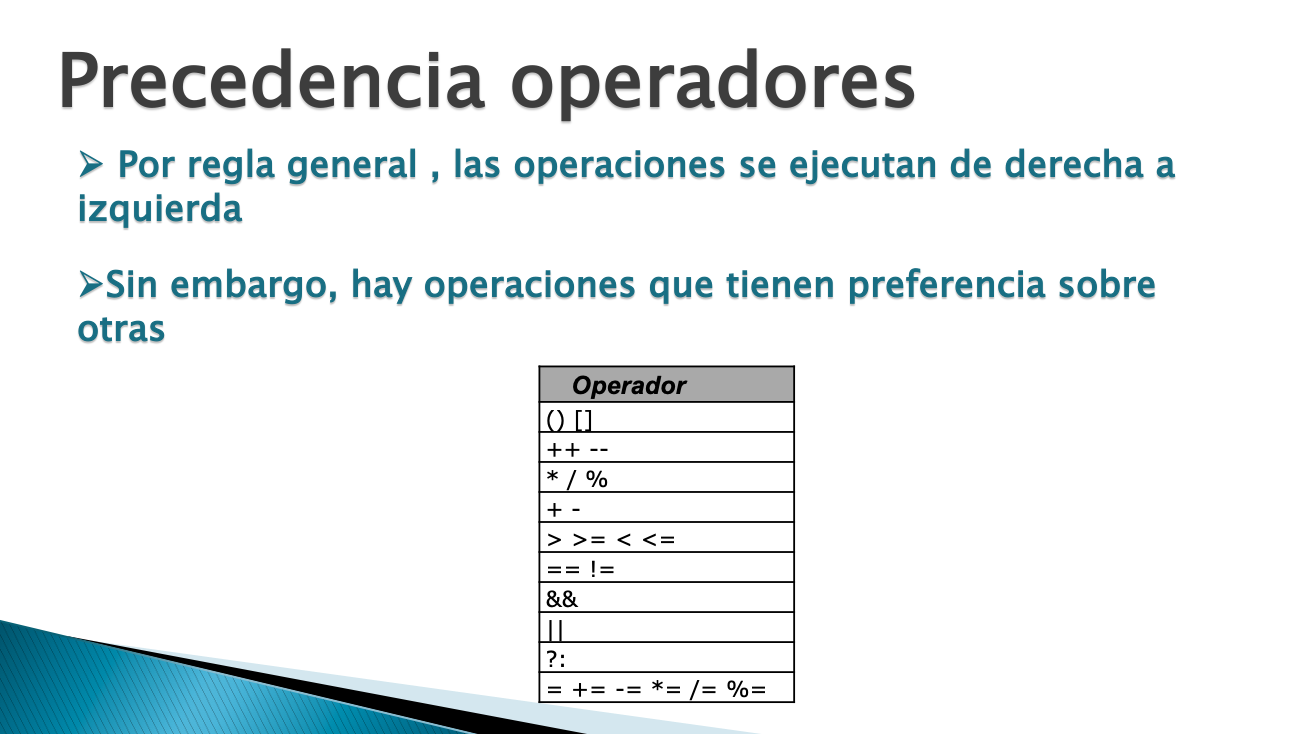 Precedencia operadores
➢ Por regla general , las operaciones se ejecutan de derecha a
izquierda
➢Sin embargo, hay operaciones que tienen preferencia sobre
otras
Operador
() []
++ --
* / %
+ -
> >= < <=
== !=
&&
||
?:
= += -= *= /= %=